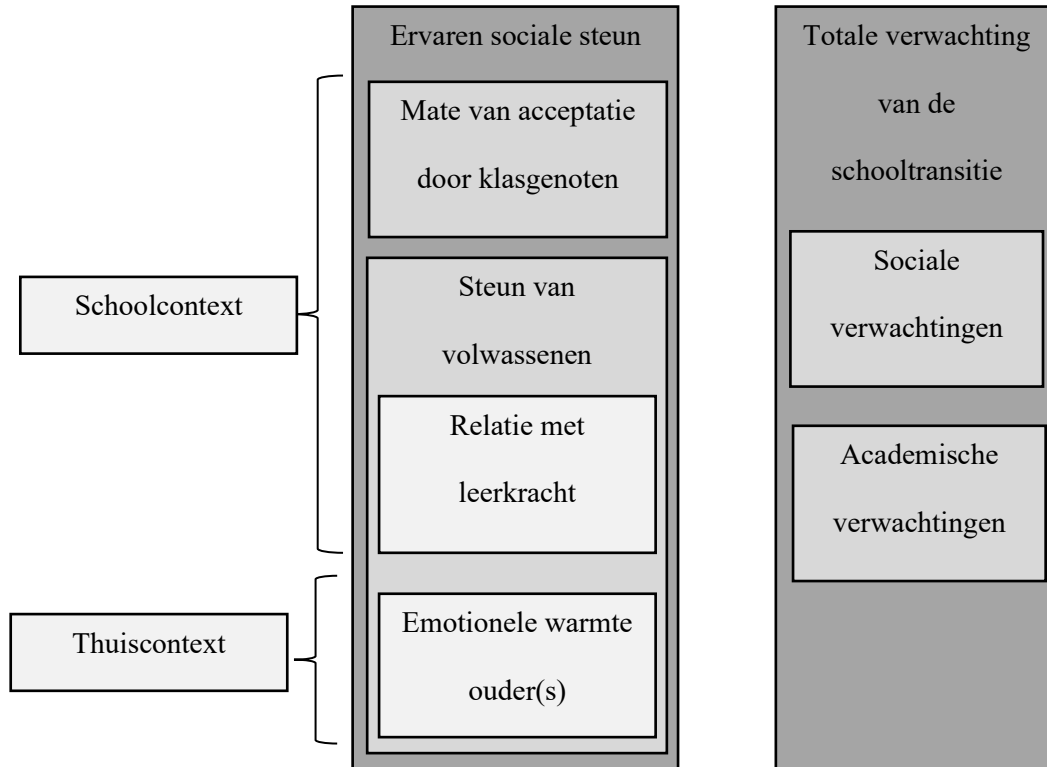 Ervaren sociale steun
Mate van acceptatie
door klasgenoten
Schoolcontext
Steun van
volwassenen
Relatie met
leerkracht
Thuiscontext
Emotionele warmte
ouder(s)
Totale verwachting
van de
schooltransitie
Sociale
verwachtingen
Academische
verwachtingen